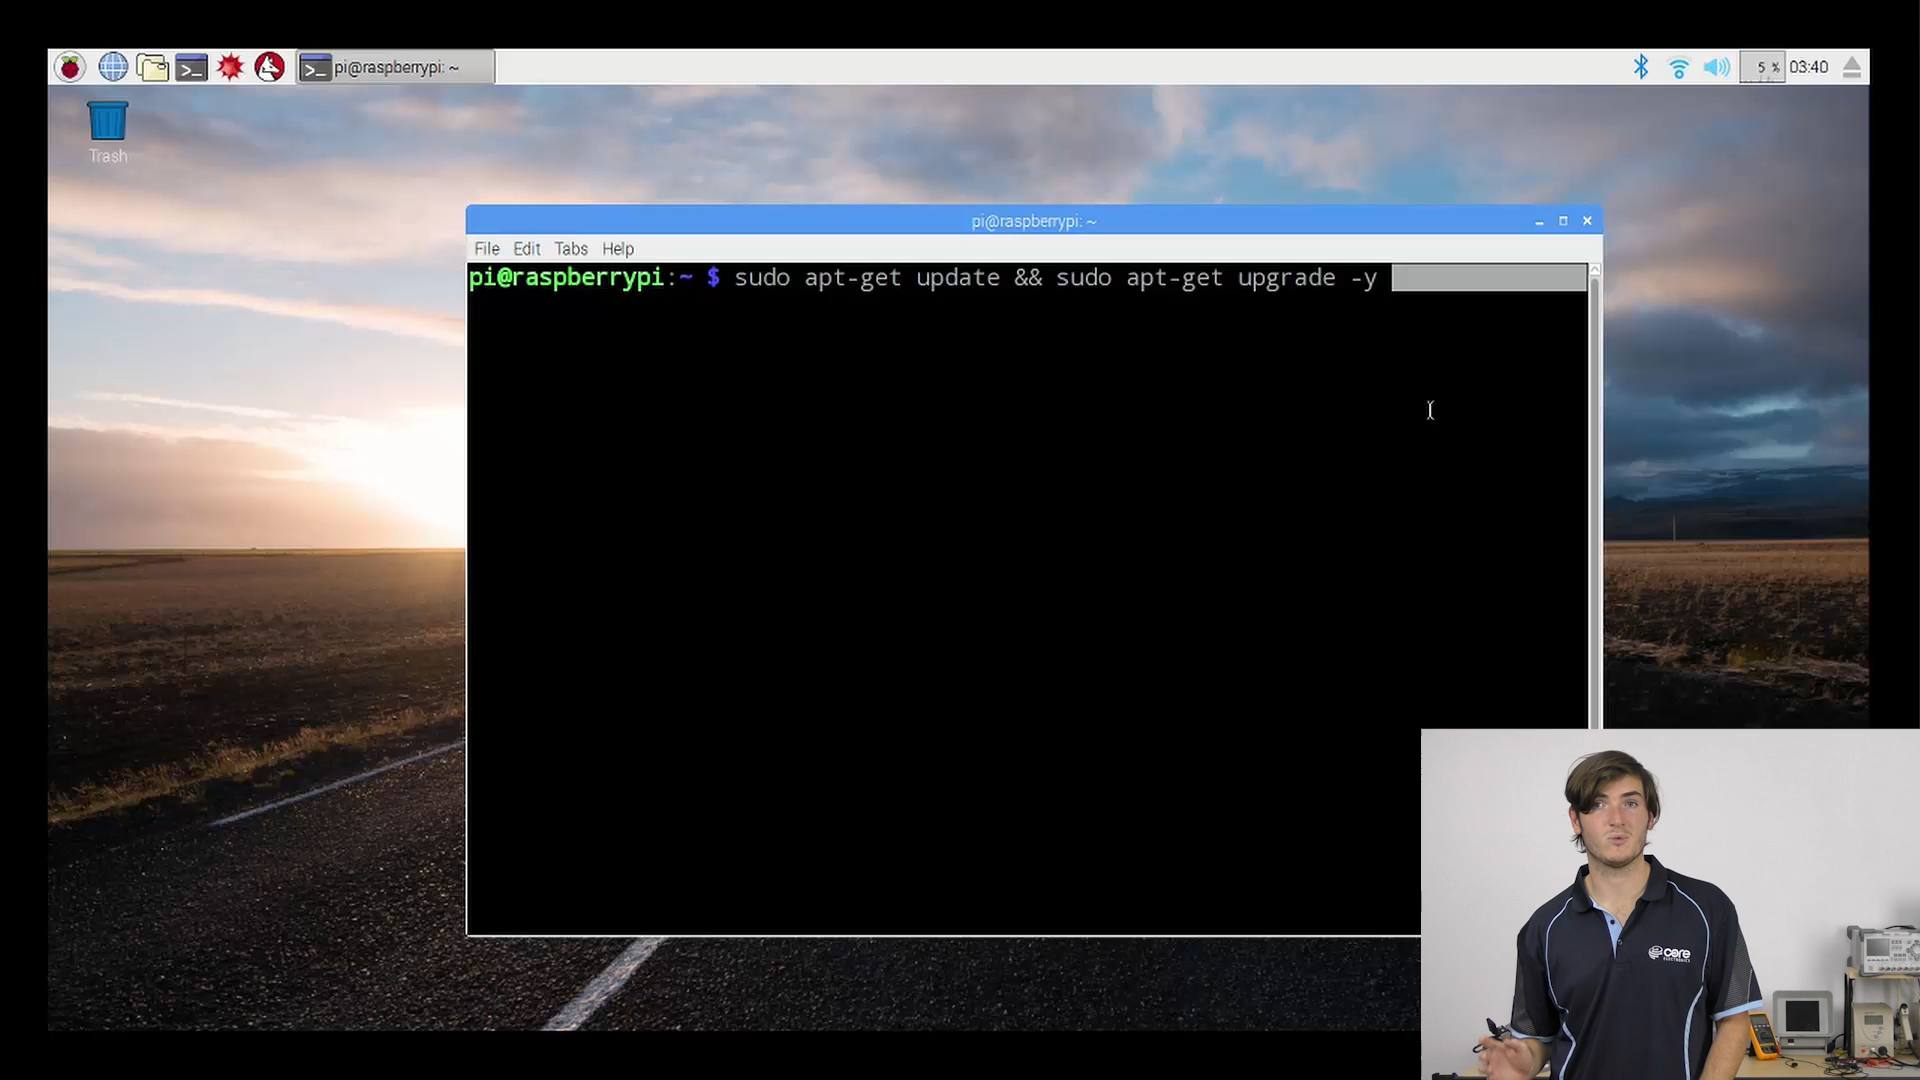 pi@raspberrypi: ~
5 %
03:40
Trash
pi@raspberrypi: ~
File Edit Tabs Help
pi@raspberrypi:~ $ sudo apt-get update && sudo apt-get upgrade -y
core
ELECTRONICS